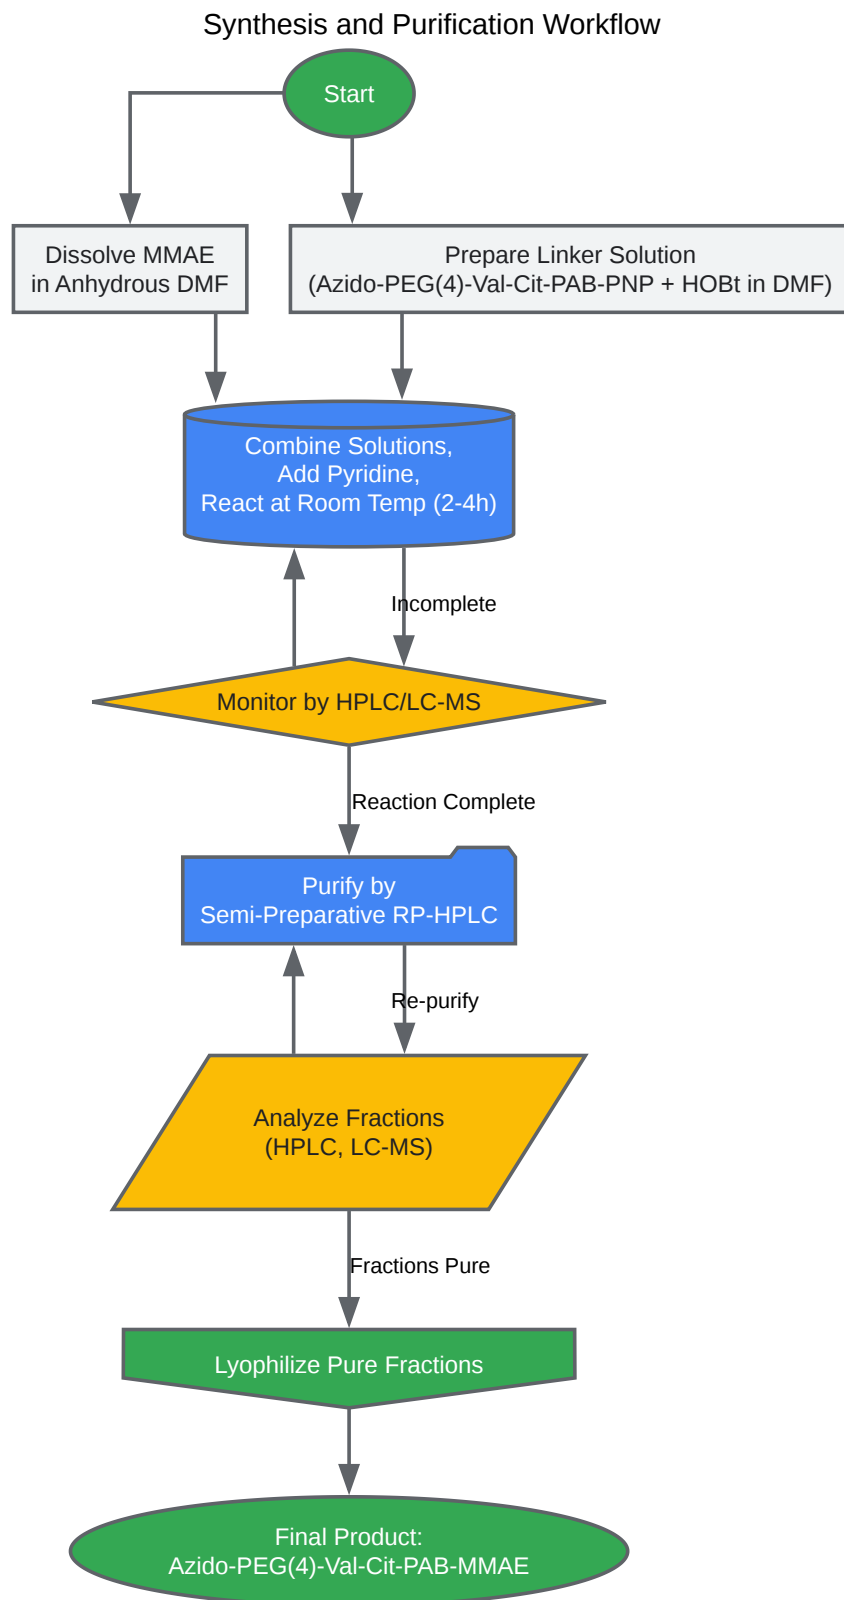 Synthesis and Purification Workflow
Start
Dissolve MMAE
in Anhydrous DMF
Prepare Linker Solution
(Azido-PEG(4)-Val-Cit-PAB-PNP + HOBt in DMF)
Combine Solutions,
Add Pyridine,
React at Room Temp (2-4h)
Incomplete
Monitor by HPLC/LC-MS
Reaction Complete
Purify by
Semi-Preparative RP-HPLC
Re-purify
Analyze Fractions
(HPLC, LC-MS)
Fractions Pure
Lyophilize Pure Fractions
Final Product:
Azido-PEG(4)-Val-Cit-PAB-MMAE